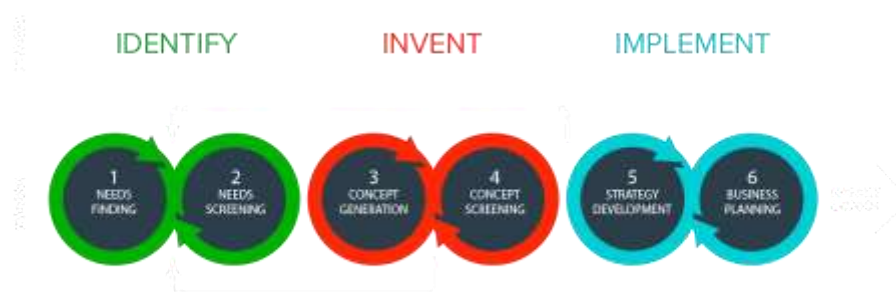 IDENTIFY
INVENT
IMPLEMENT
1
NEEDS
FINDING
2
NEEDS
SCREENING
3
CONCEPT
GENERATION
4
CONCEPT
SCREENING
5
STRATEGY
DEVELOPMENT
6
BUSINESS
PLANNING